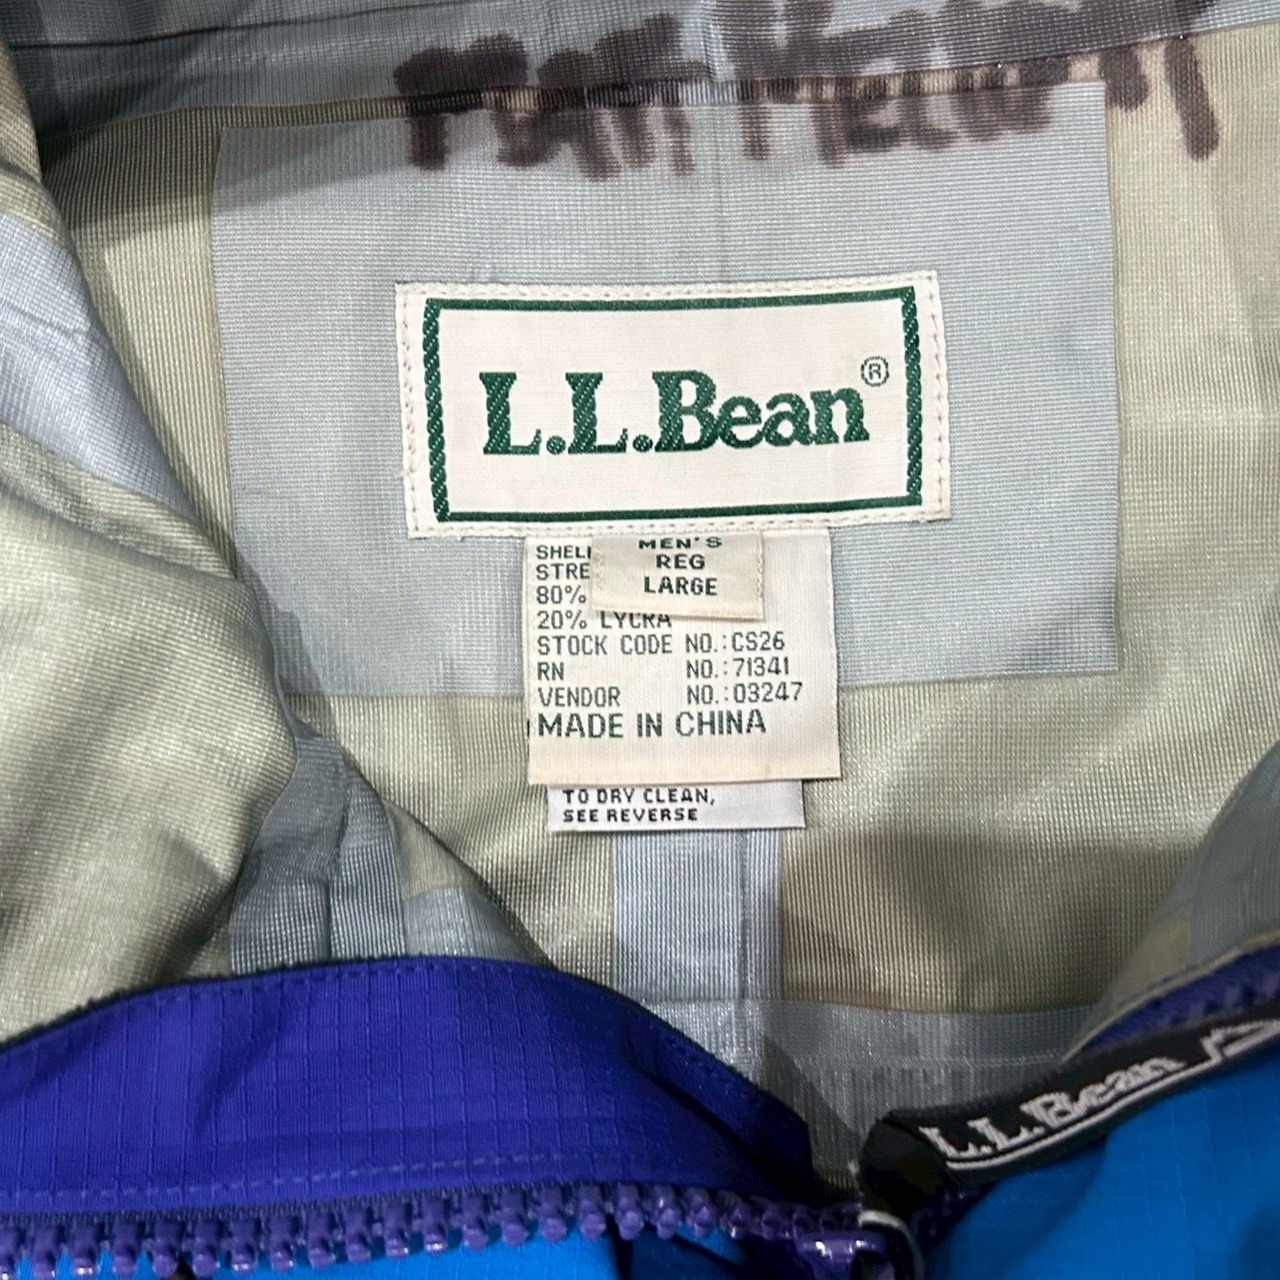 L.L.Bean®
MEN'S
REG
LARGE
STRE
80%
20% LYCRA
STOCK CODE NO.:CS26
RN NO.:71341
VENDOR NO.:03247
MADE IN CHINA
TO DRY CLEAN,
SEE REVERSE
L.L.Bean